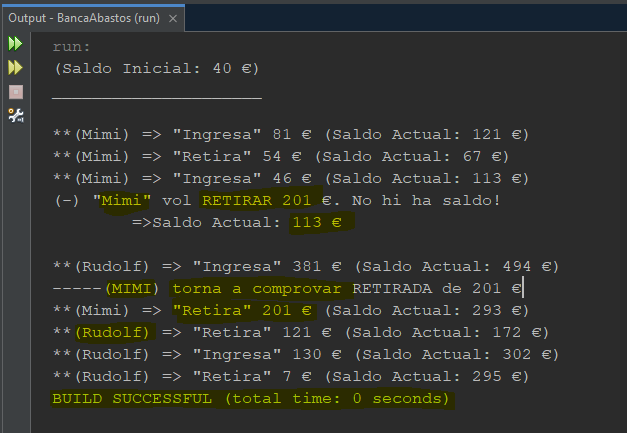 Output - BancaAbastos (run) ×
run:
(Saldo Inicial: 40 €)
_____________________
**(Mimi) => "Ingresa" 81 € (Saldo Actual: 121 €)
**(Mimi) => "Retira" 54 € (Saldo Actual: 67 €)
**(Mimi) => "Ingresa" 46 € (Saldo Actual: 113 €)
(-) "Mimi" vol RETIRAR 201 €. No hi ha saldo!
=>Saldo Actual: 113 €
**(Rudolf) => "Ingresa" 381 € (Saldo Actual: 494 €)
-----(MIMI) torna a comprovar RETIRADA de 201 €
**(Mimi) => "Retira" 201 € (Saldo Actual: 293 €)
**(Rudolf) => "Retira" 121 € (Saldo Actual: 172 €)
**(Rudolf) => "Ingresa" 130 € (Saldo Actual: 302 €)
**(Rudolf) => "Retira" 7 € (Saldo Actual: 295 €)
BUILD SUCCESSFUL (total time: 0 seconds)